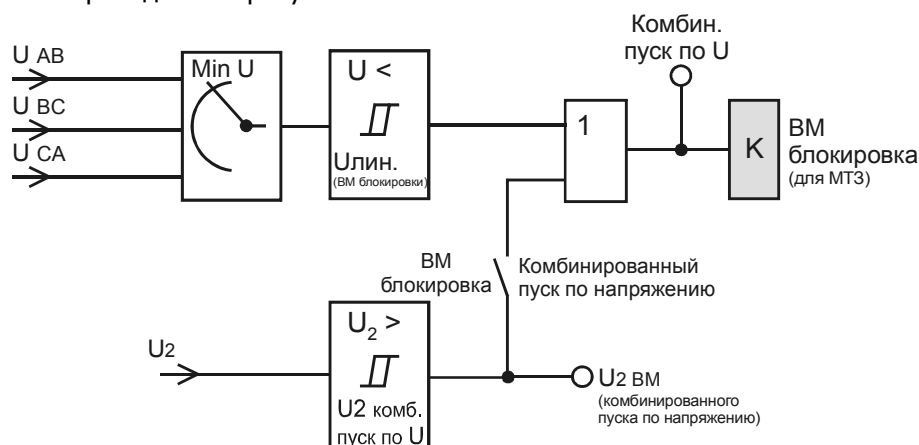 Комбин.
пуск по U
U AB
U BC
U CA
Min U
U <
Uлин.
(ВМ блокировки)
1
K
ВМ
блокировка
(для МТЗ)
ВМ
блокировка
Комбинированный
пуск по напряжению
U2
U2 >
U2 комб.
пуск по U
U2 ВМ
(комбинированного
пуска по напряжению)